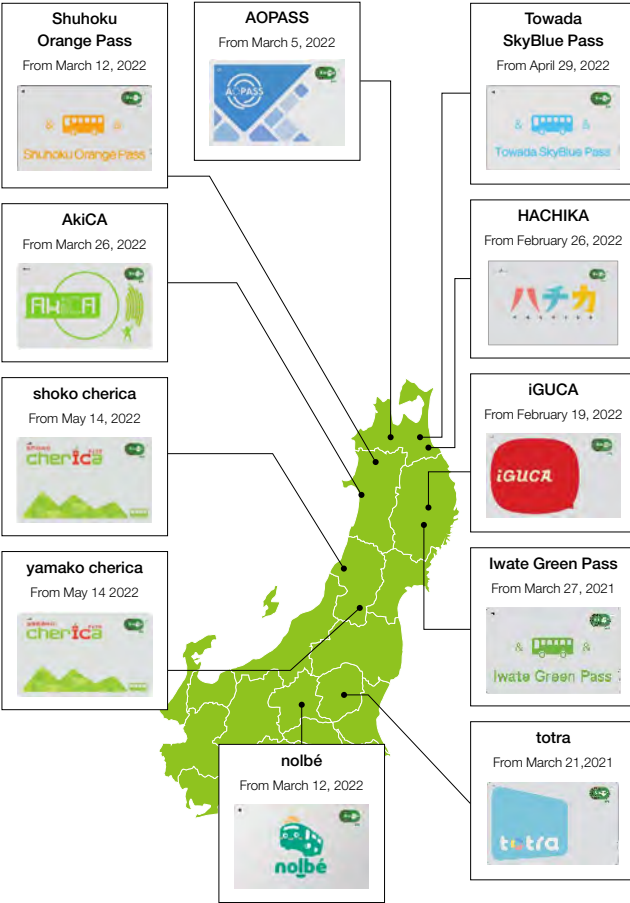 Shuhoku
Orange Pass
From March 12, 2022
Shuhoku Orange Pass
AOPASS
From March 5, 2022
AOPASS
Towada
SkyBlue Pass
From April 29, 2022
Towada SkyBlue Pass
AkiCA
From March 26, 2022
AkiCA
HACHIKA
From February 26, 2022
ハチカ
shoko cherica
From May 14, 2022
cherica
iGUCA
From February 19, 2022
iGUCA
yamako cherica
From May 14 2022
cherica
Iwate Green Pass
From March 27, 2021
Iwate Green Pass
nolbé
From March 12, 2022
nolbé
totra
From March 21,2021
totra